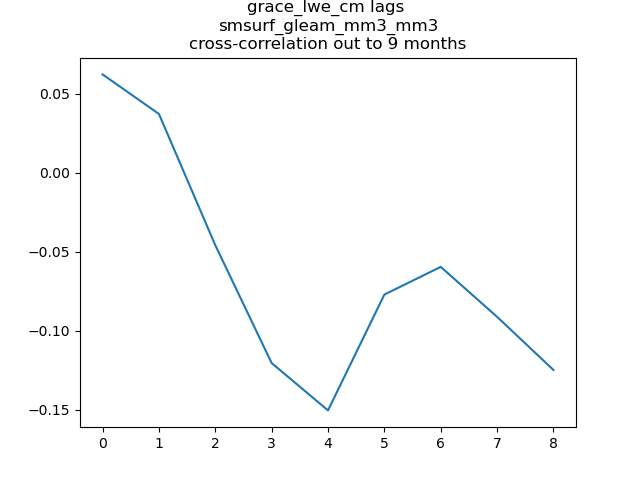 grace_lwe_cm lags
smsurf_gleam_mm3_mm3
cross-correlation out to 9 months
0.05
0.00
−0.05
−0.10
−0.15
0 1 2 3 4 5 6 7 8